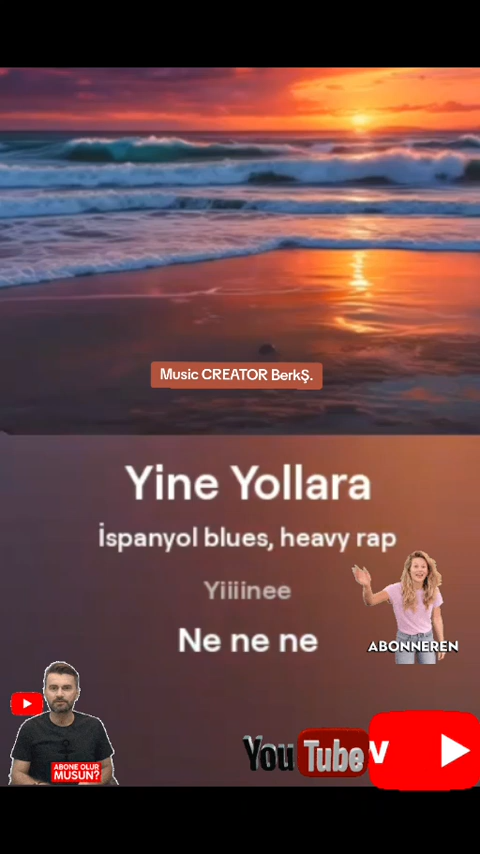 Music CREATOR BerkŞ.
Yine Yollara
İspanyol blues, heavy rap
Yiiiinee
Ne ne ne
ABONNEREN
ABONE OLUR
MUSUN?
YouTube
v